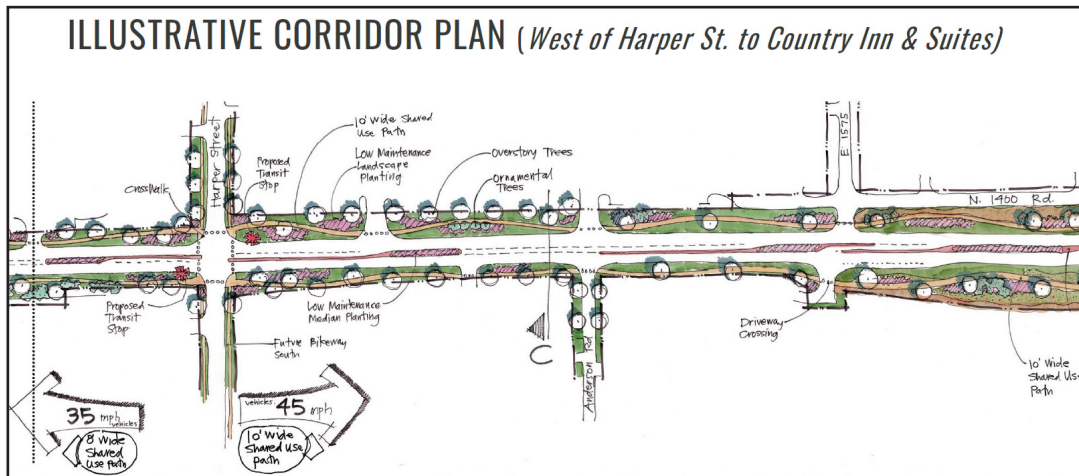 ILLUSTRATIVE CORRIDOR PLAN (West of Harper St. to Country Inn & Suites)
Harper Street
Crosswalk
Proposed
Transit
Stop
10' Wide Shared
Use Path
Low Maintenance
Landscape
Planting
Overstory Trees
Ornamental
Trees
E 1575
N. 1400 Rd.
Proposed
Transit
Stop
Low Maintenance
Median Planting
Future Bikeway
South
C
Anderson Rd
Driveway
Crossing
10' Wide
Shared Use
Path
35 mph
vehicles
8' Wide
Shared
Use path
vehicles
45 mph
10' Wide
Shared Use
path